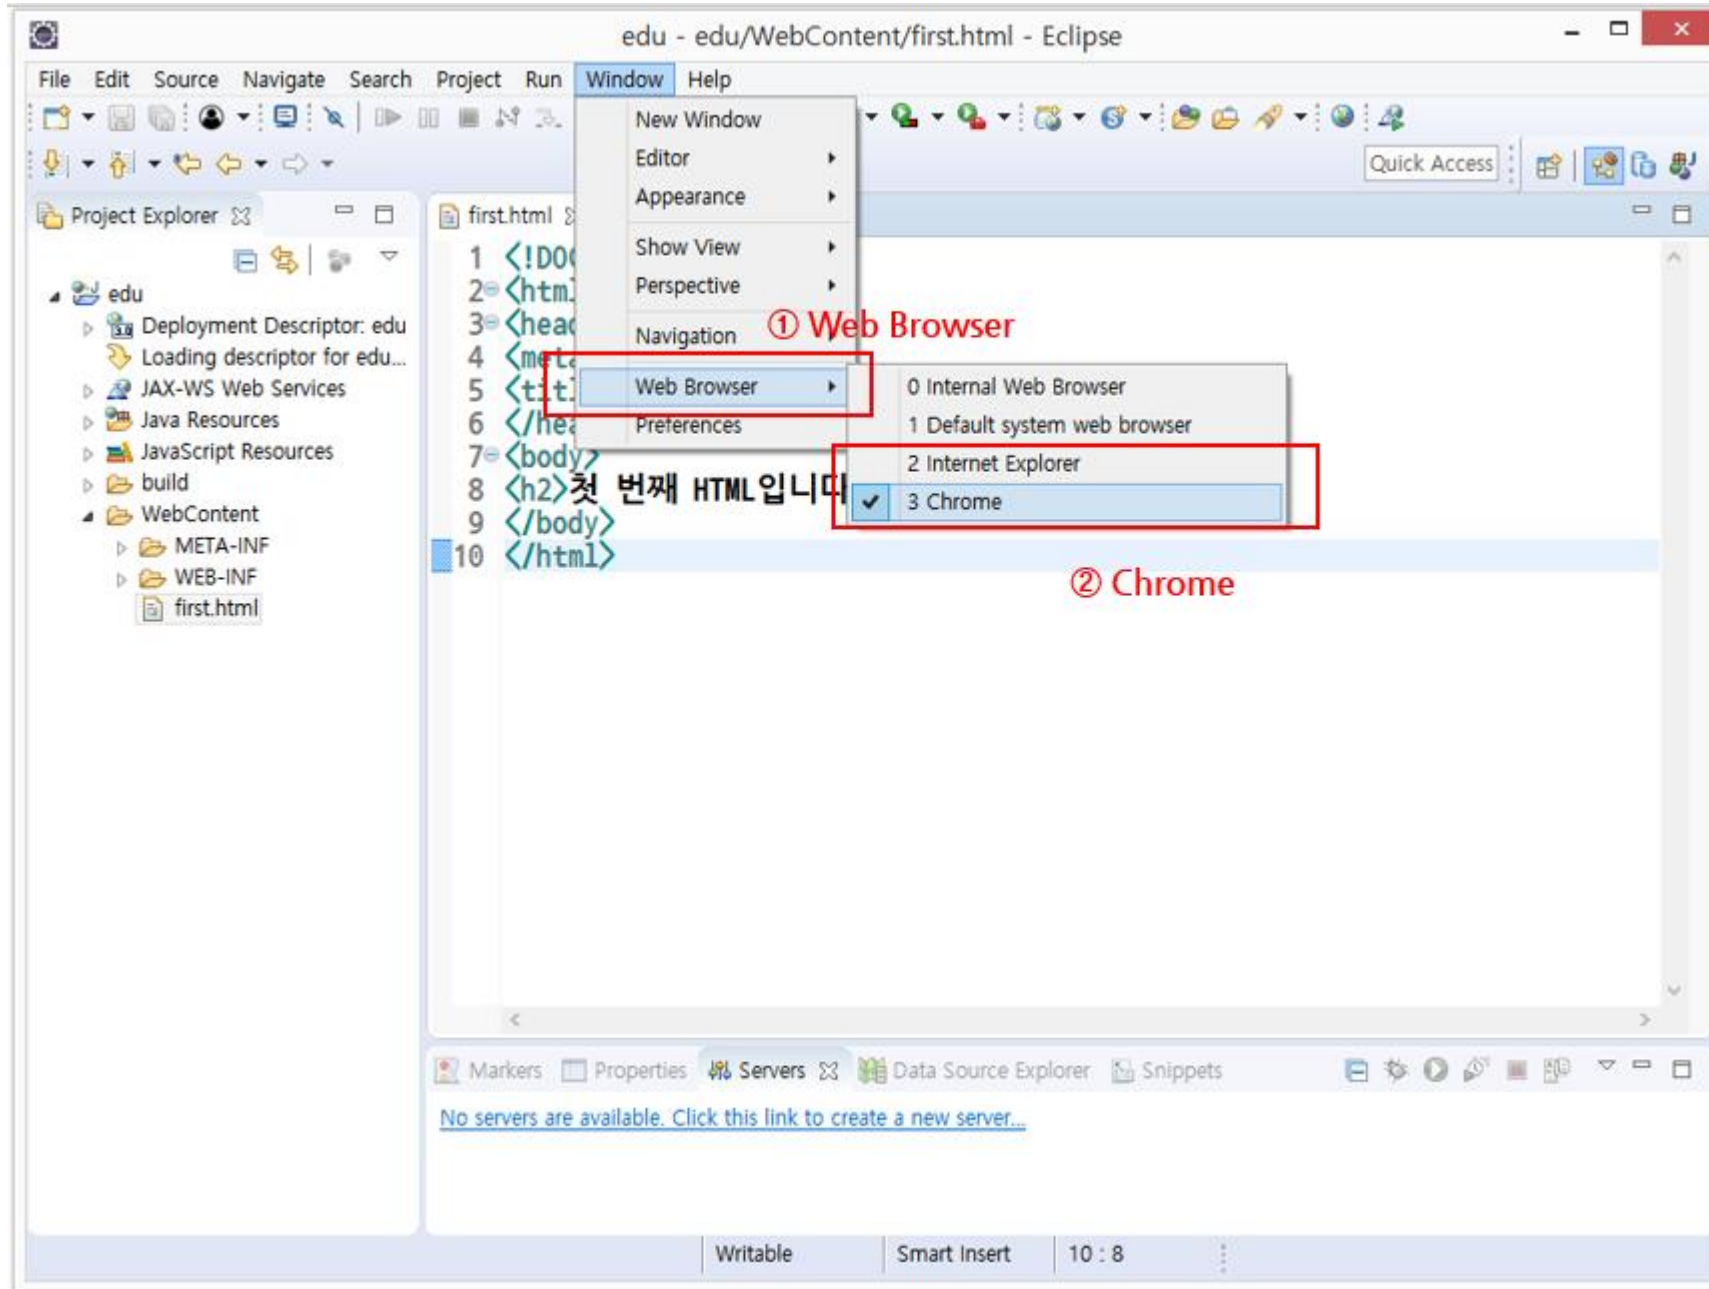 edu - edu/WebContent/first.html - Eclipse
File Edit Source Navigate Search Project Run Window Help
Quick Access
New Window
Editor
Appearance
Show View
Perspective
Navigation
Web Browser
Preferences
① Web Browser
0 Internal Web Browser
1 Default system web browser
2 Internet Explorer
3 Chrome
② Chrome
Project Explorer
edu
Deployment Descriptor: edu
Loading descriptor for edu...
JAX-WS Web Services
Java Resources
JavaScript Resources
build
WebContent
META-INF
WEB-INF
first.html
first.html
1 <!DO
2 <htm
3 <head
4 <meta
5 <tit
6 </hea
7 <body>
8 <h2>첫 번째 HTML입니다
9 </body>
10 </html>
Markers Properties Servers Data Source Explorer Snippets
No servers are available. Click this link to create a new server...
Writable Smart Insert 10 : 8